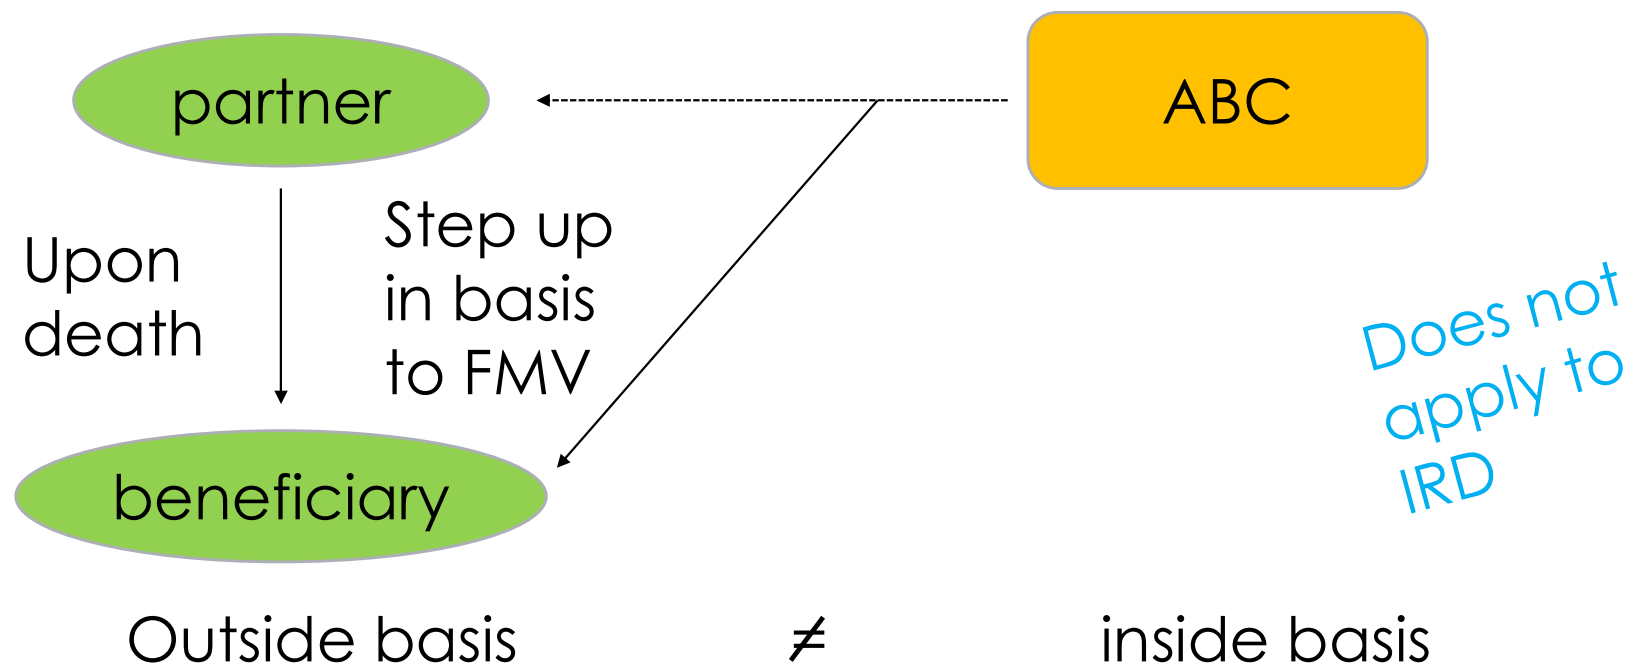 partner
ABC
Upon
death
Step up
in basis
to FMV
Does not
apply to
IRD
beneficiary
Outside basis ≠ inside basis